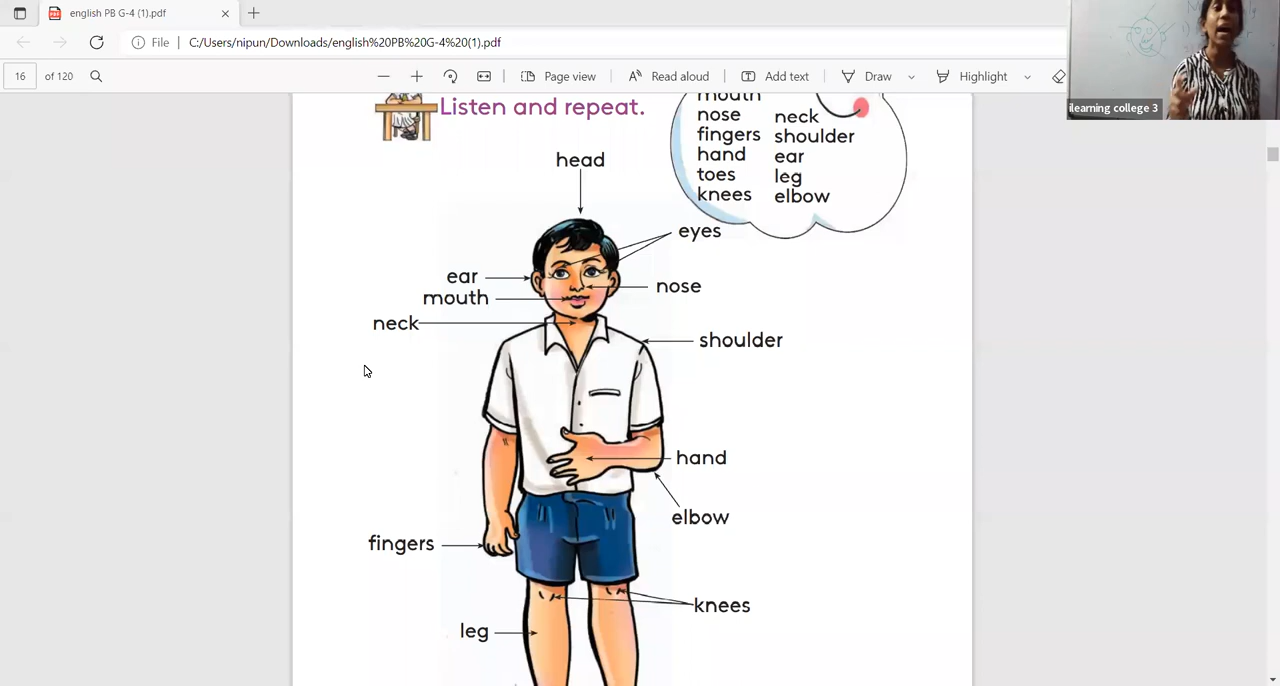 english PB G-4 (1).pdf
File
C:/Users/nipun/Downloads/english%20PB%20G-4%20(1).pdf
16 of 120
Page view
Read aloud
Add text
Draw
Highlight
ilearning college 3
Listen and repeat.
mouth
nose
fingers
hand
toes
knees
neck
shoulder
ear
leg
elbow
head
eyes
ear
nose
mouth
neck
shoulder
hand
elbow
fingers
knees
leg